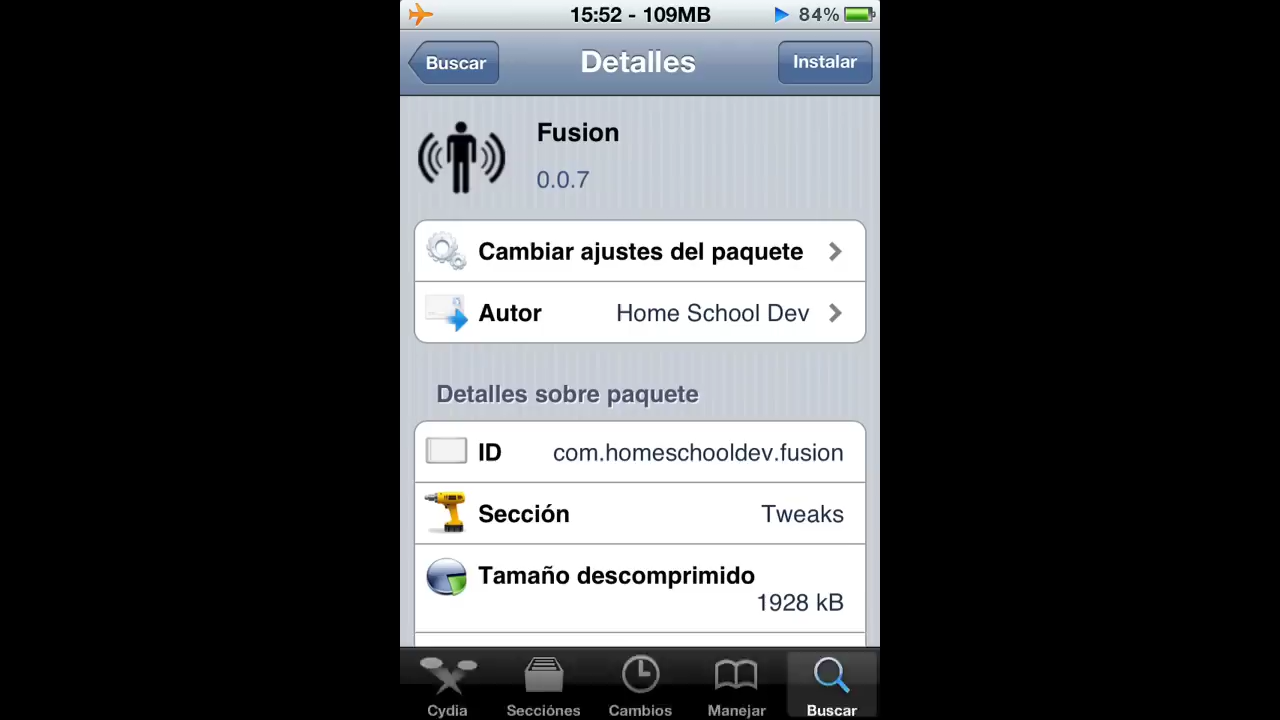 15:52 - 109MB
84%
Buscar
Detalles
Instalar
Fusion
0.0.7
Cambiar ajustes del paquete
Autor Home School Dev
Detalles sobre paquete
ID com.homeschooldev.fusion
Sección Tweaks
Tamaño descomprimido
1928 kB
Cydia
Secciónes
Cambios
Manejar
Buscar